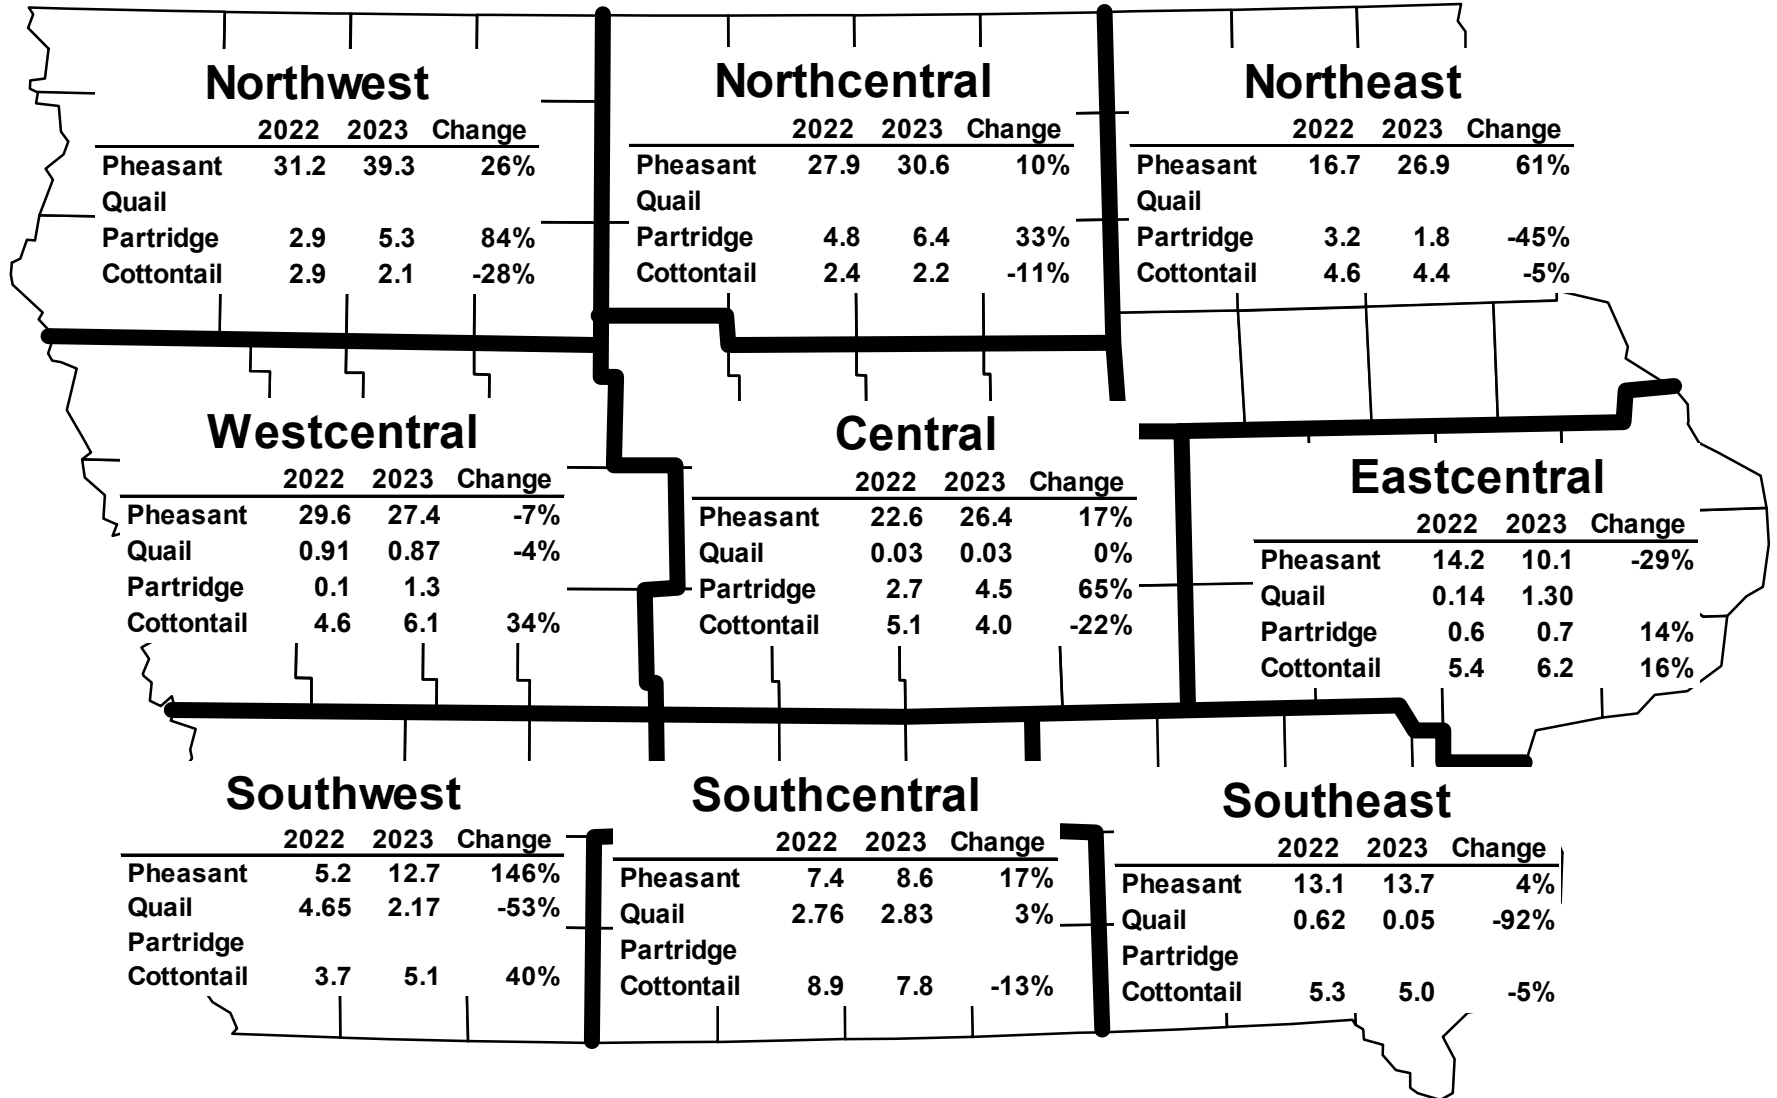 Northwest
2022 2023 Change
Pheasant 31.2 39.3 26%
Quail
Partridge 2.9 5.3 84%
Cottontail 2.9 2.1 -28%
Northcentral
2022 2023 Change
Pheasant 27.9 30.6 10%
Quail
Partridge 4.8 6.4 33%
Cottontail 2.4 2.2 -11%
Northeast
2022 2023 Change
Pheasant 16.7 26.9 61%
Quail
Partridge 3.2 1.8 -45%
Cottontail 4.6 4.4 -5%
Westcentral
2022 2023 Change
Pheasant 29.6 27.4 -7%
Quail 0.91 0.87 -4%
Partridge 0.1 1.3
Cottontail 4.6 6.1 34%
Central
2022 2023 Change
Pheasant 22.6 26.4 17%
Quail 0.03 0.03 0%
Partridge 2.7 4.5 65%
Cottontail 5.1 4.0 -22%
Eastcentral
2022 2023 Change
Pheasant 14.2 10.1 -29%
Quail 0.14 1.30
Partridge 0.6 0.7 14%
Cottontail 5.4 6.2 16%
Southwest
2022 2023 Change
Pheasant 5.2 12.7 146%
Quail 4.65 2.17 -53%
Partridge
Cottontail 3.7 5.1 40%
Southcentral
2022 2023 Change
Pheasant 7.4 8.6 17%
Quail 2.76 2.83 3%
Partridge
Cottontail 8.9 7.8 -13%
Southeast
2022 2023 Change
Pheasant 13.1 13.7 4%
Quail 0.62 0.05 -92%
Partridge
Cottontail 5.3 5.0 -5%